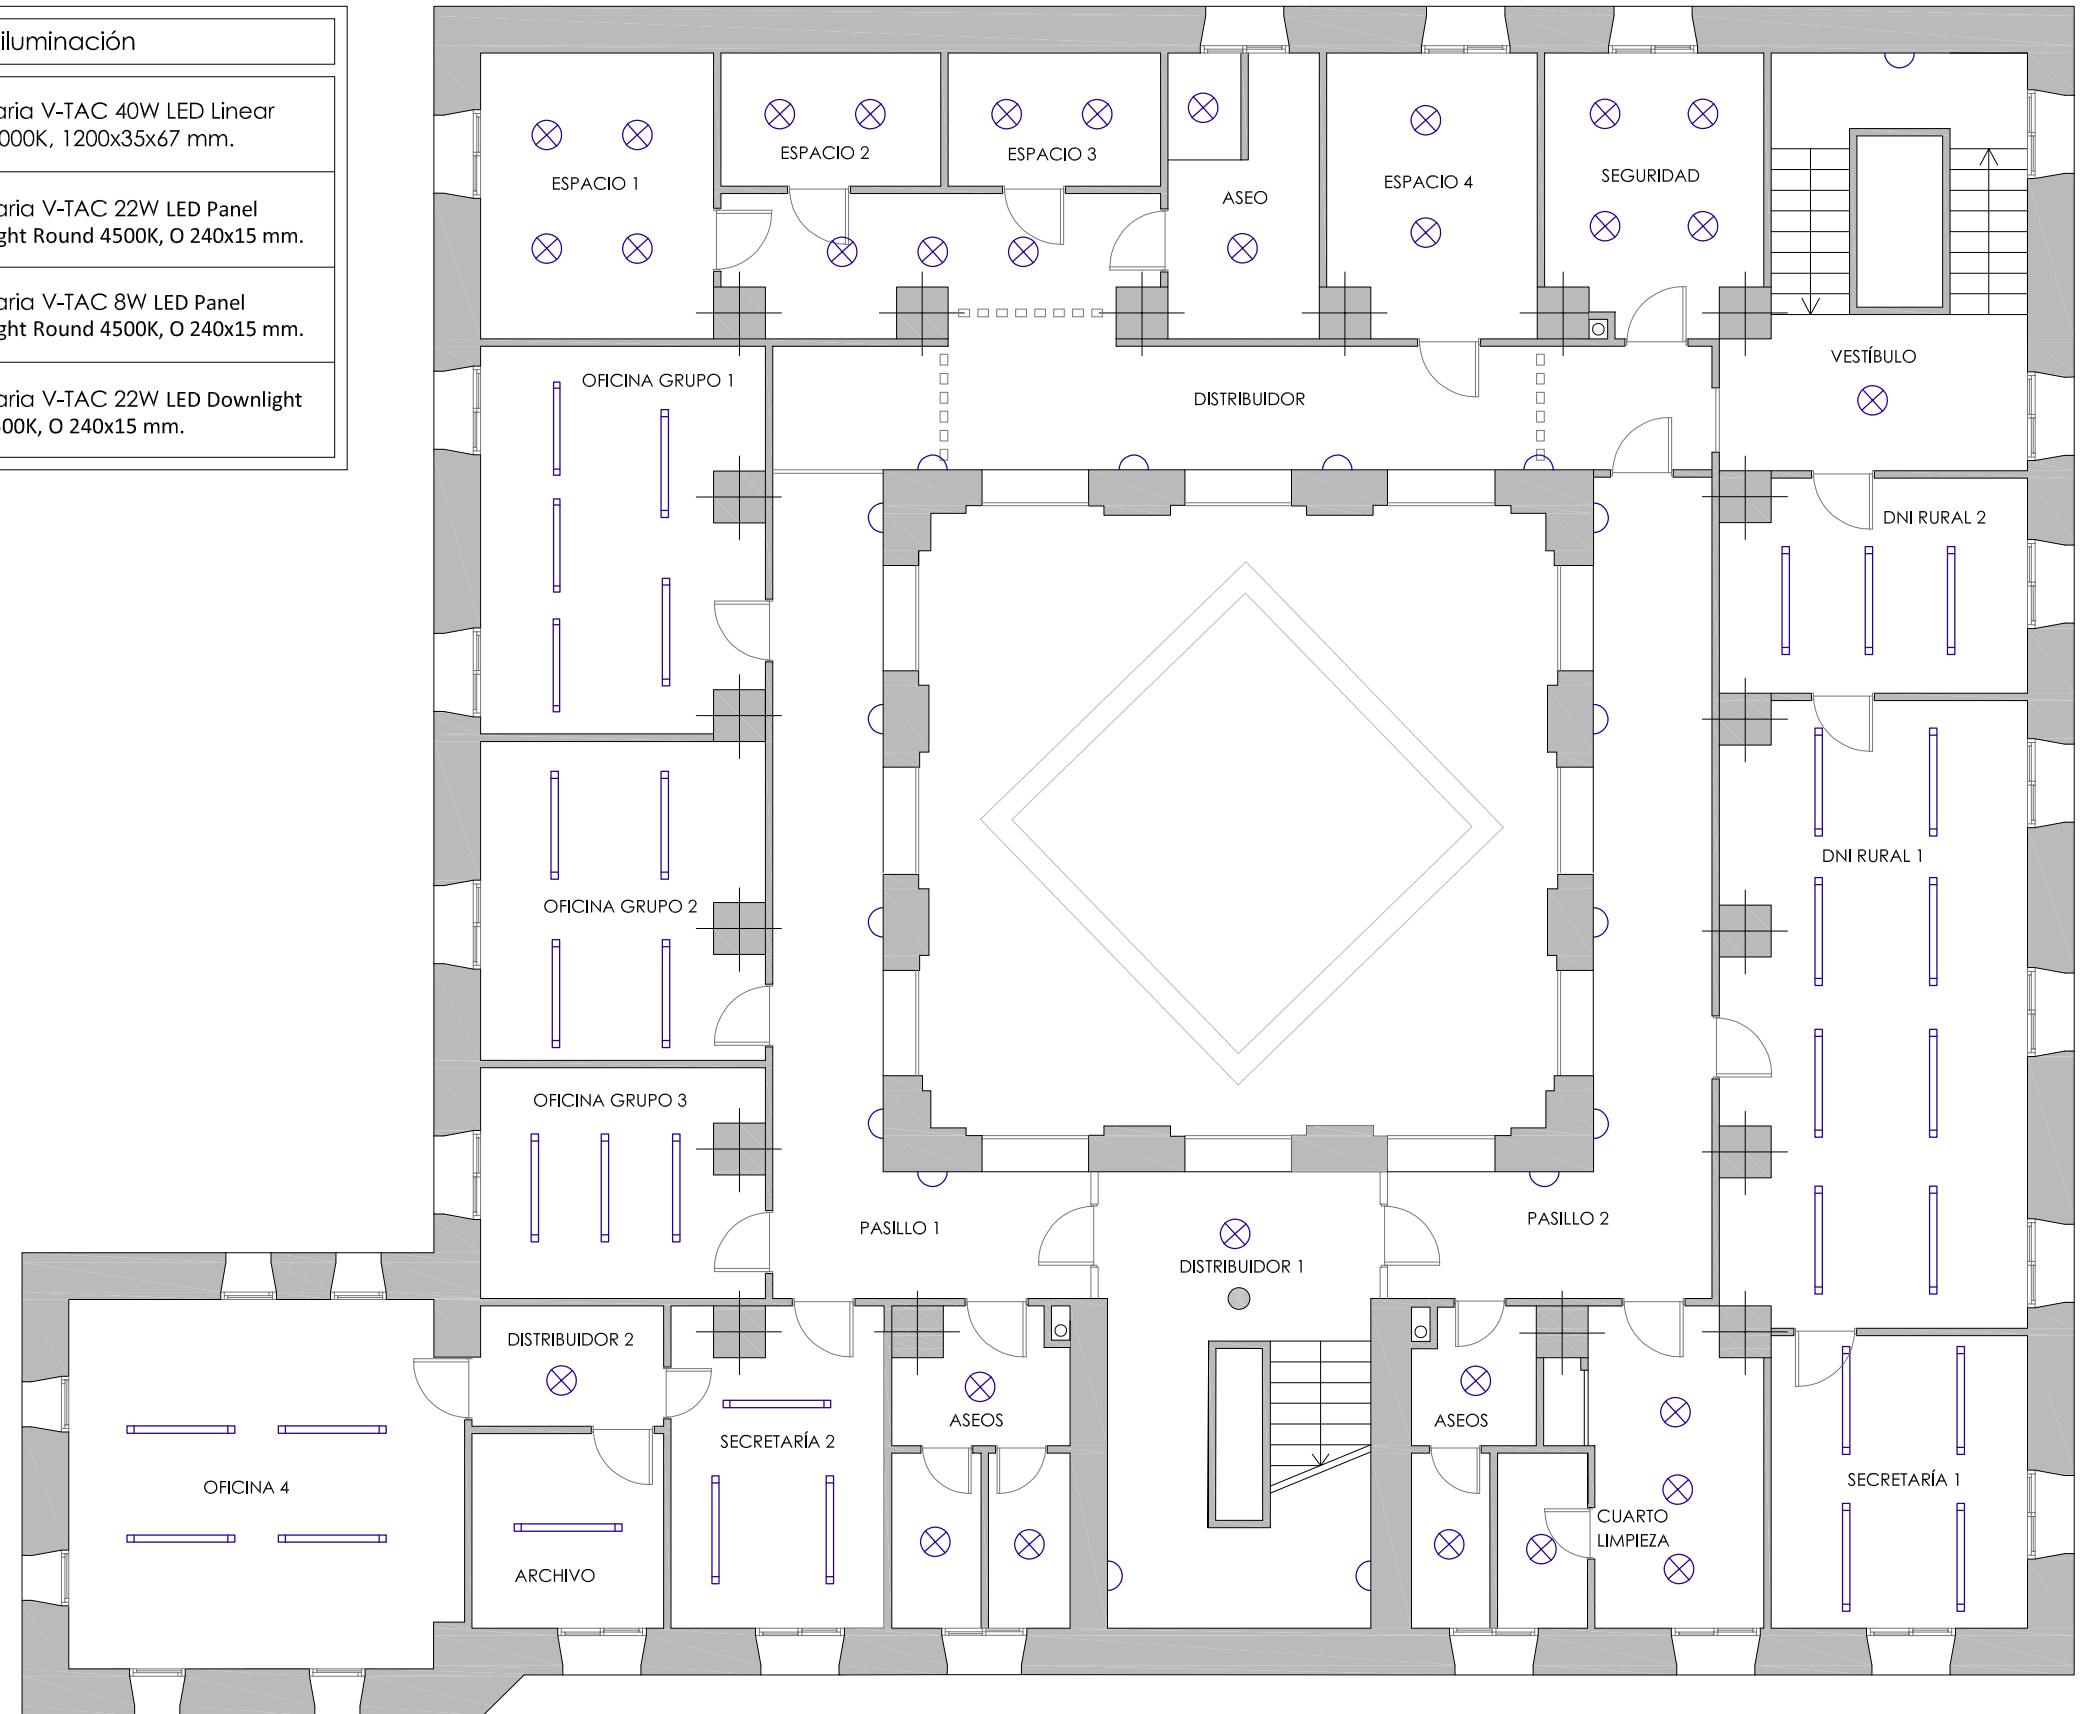 iluminación
aria V-TAC 40W LED Linear
000K, 1200x35x67 mm.
aria V-TAC 22W LED Panel
ght Round 4500K, O 240x15 mm.
aria V-TAC 8W LED Panel
ght Round 4500K, O 240x15 mm.
aria V-TAC 22W LED Downlight
00K, O 240x15 mm.
ESPACIO 1
ESPACIO 2
ESPACIO 3
ASEO
ESPACIO 4
SEGURIDAD
VESTÍBULO
OFICINA GRUPO 1
DISTRIBUIDOR
DNI RURAL 2
DNI RURAL 1
OFICINA GRUPO 2
OFICINA GRUPO 3
PASILLO 1
PASILLO 2
DISTRIBUIDOR 1
DISTRIBUIDOR 2
ASEOS
ASEOS
SECRETARÍA 2
OFICINA 4
SECRETARÍA 1
CUARTO
LIMPIEZA
ARCHIVO